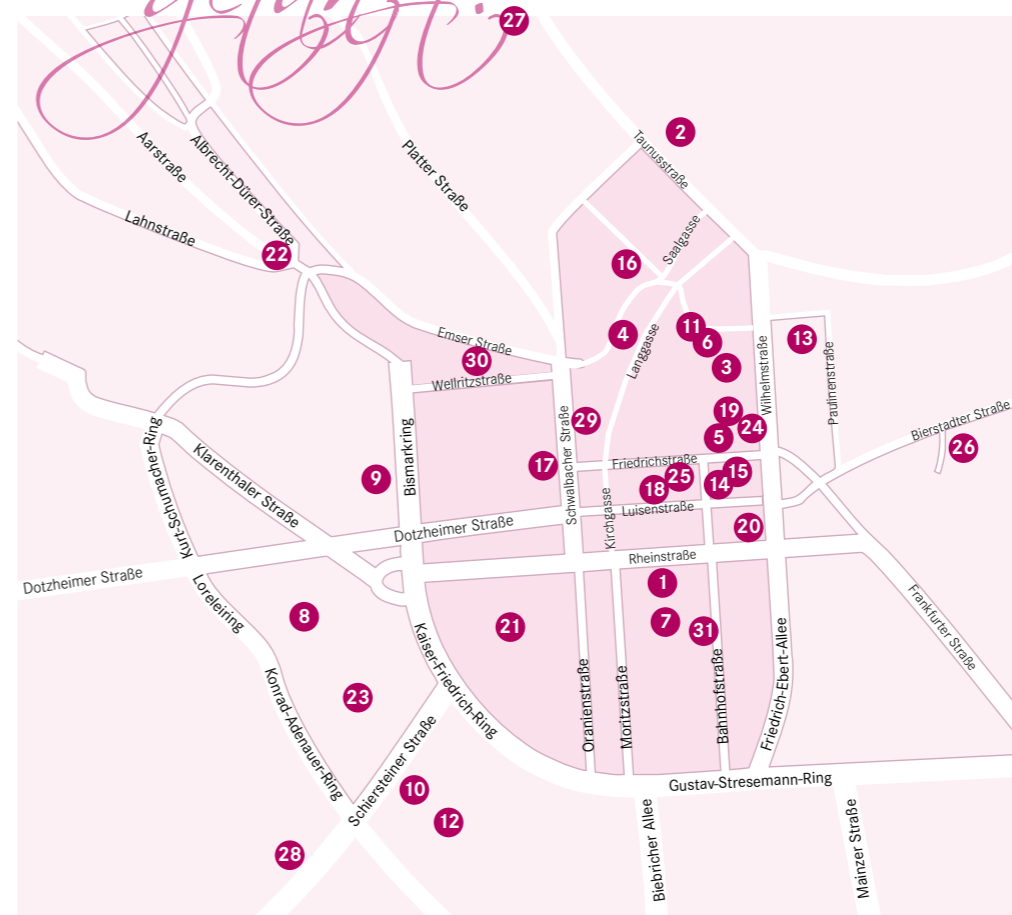 27
2
Taunusstraße
Aarstraße
Albrecht-Dürer-Straße
Platter Straße
Lahnstraße
22
16
Saalgasse
4
Langgasse
11
6
3
13
Emser Straße
30
Wellritzstraße
Wilhelmstraße
Paulinenstraße
Bierstadter Straße
26
19
24
5
29
Schwalbacher Straße
17
Friedrichstraße
25
18
15
14
Luisenstraße
Kirchgasse
20
9
Bismarkring
Kurt-Schumacher-Ring
Klarenthaler Straße
Dotzheimer Straße
Dotzheimer Straße
Rheinstraße
1
7
31
21
8
23
Loreleiring
Konrad-Adenauer-Ring
Kaiser-Friedrich-Ring
Schiersteiner Straße
Oranienstraße
Moritzstraße
Bahnhofstraße
Friedrich-Ebert-Allee
Frankfurter Straße
Gustav-Stresemann-Ring
10
12
28
Biebricher Allee
Mainzer Straße